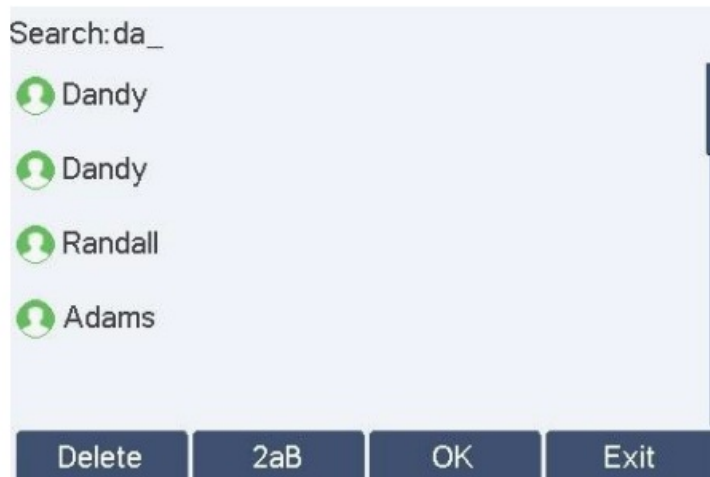 Search:da_
Dandy
Dandy
Randall
Adams
Delete 2aB OK Exit